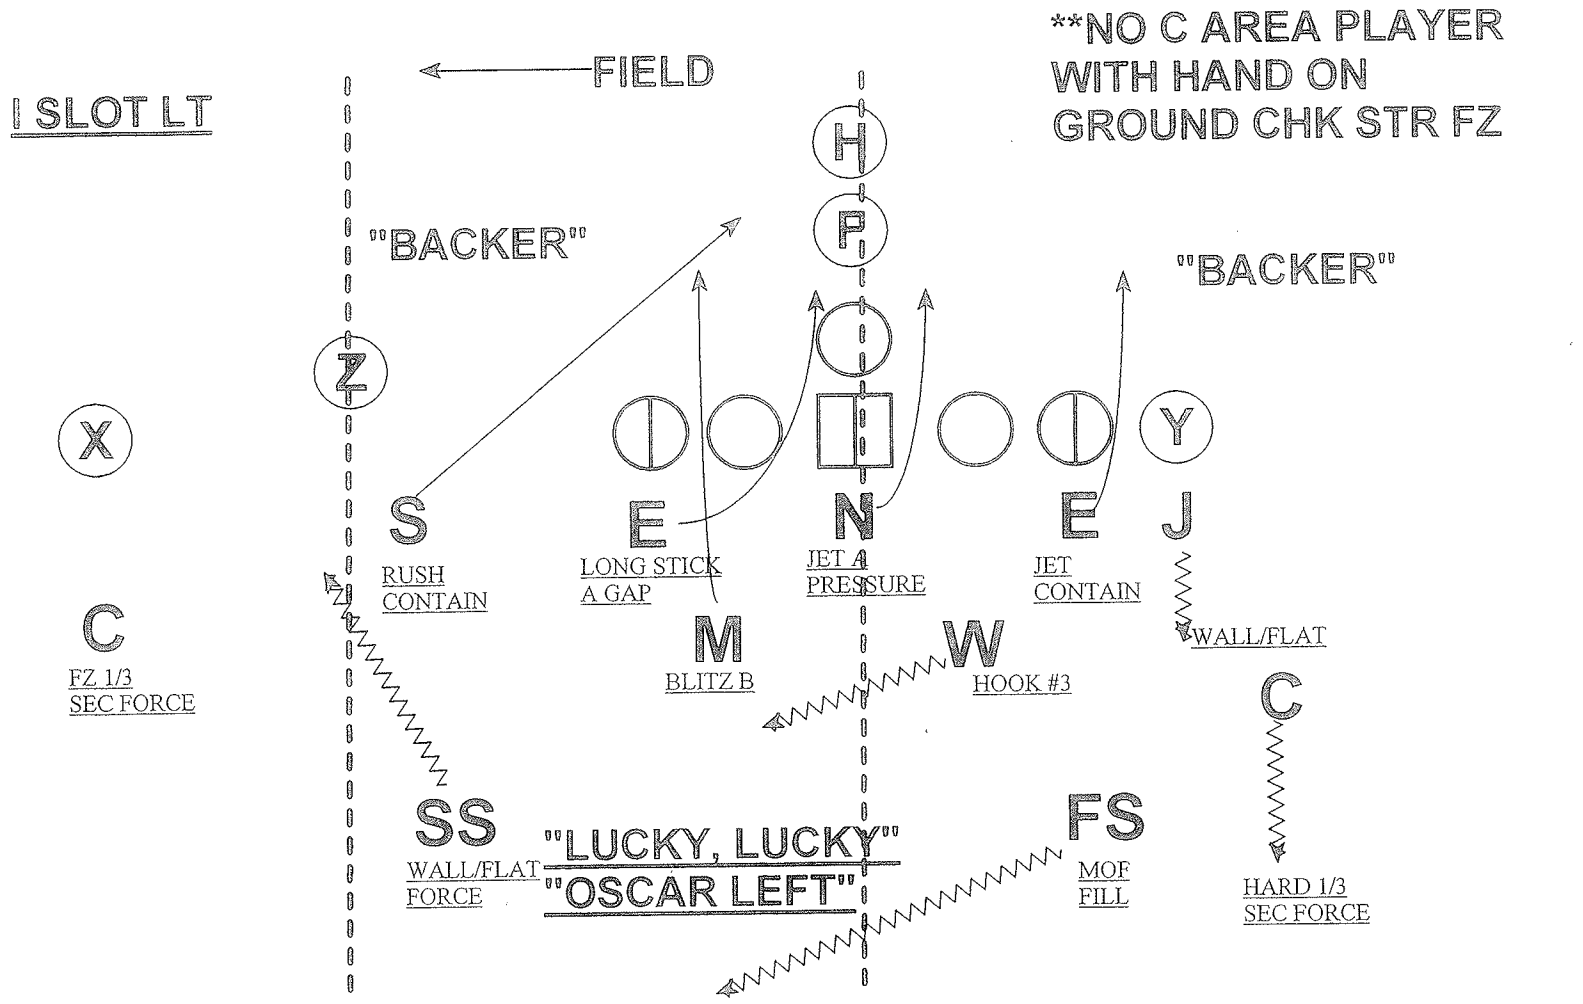 **NO C AREA PLAYER
WITH HAND ON
GROUND CHK STR FZ
FIELD
I SLOT LT
H
F
"BACKER"
"BACKER"
Z
X
Y
S
E
N
E
J
RUSH
CONTAIN
LONG STICK
A GAP
JET A
PRESSURE
JET
CONTAIN
C
FZ 1/3
SEC FORCE
M
BLITZ B
W
HOOK #3
WALL/FLAT
C
SS
WALL/FLAT
FORCE
"LUCKY, LUCKY"
"OSCAR LEFT"
FS
MOF
FILL
HARD 1/3
SEC FORCE